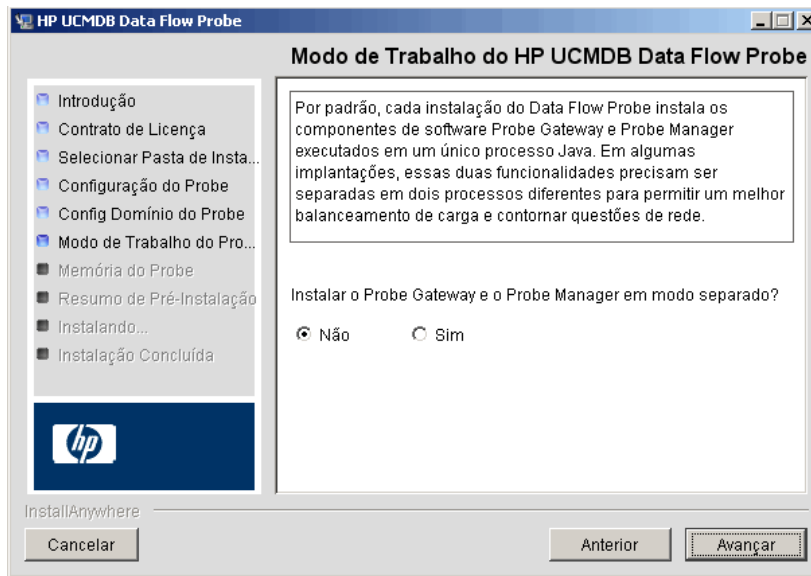 HP UCMDB Data Flow Probe
Modo de Trabalho do HP UCMDB Data Flow Probe
Introdução
Contrato de Licença
Selecionar Pasta de Insta...
Configuração do Probe
Config Domínio do Probe
Modo de Trabalho do Pro...
Memória do Probe
Resumo de Pré-Instalação
Instalando...
Instalação Concluída
Por padrão, cada instalação do Data Flow Probe instala os
componentes de software Probe Gateway e Probe Manager
executados em um único processo Java. Em algumas
implantações, essas duas funcionalidades precisam ser
separadas em dois processos diferentes para permitir um melhor
balanceamento de carga e contornar questões de rede.
Instalar o Probe Gateway e o Probe Manager em modo separado?
Não
Sim
hp
InstallAnywhere
Cancelar
Anterior
Avançar